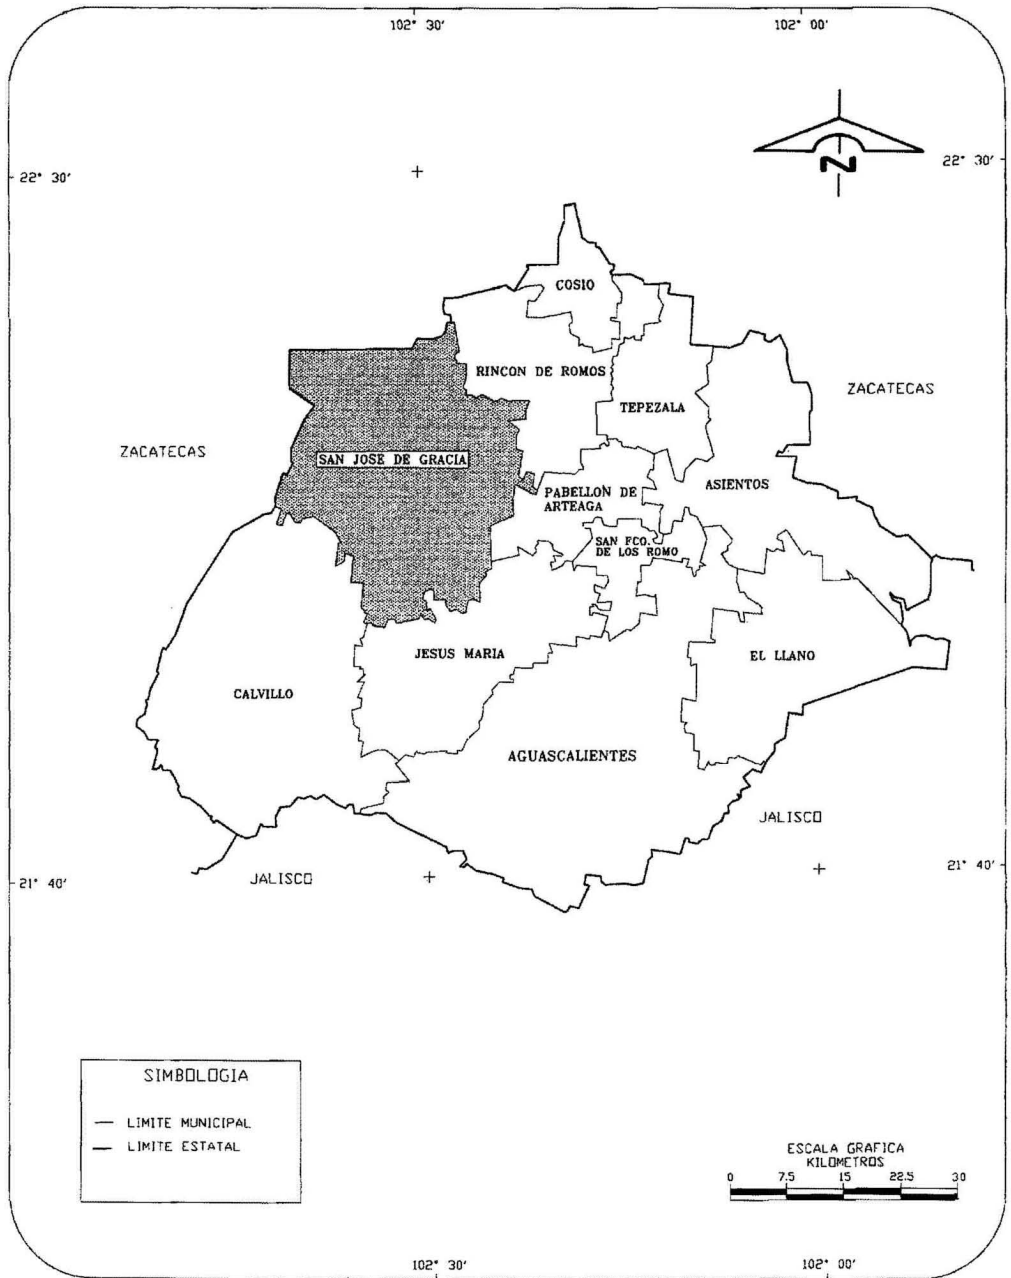 102° 30'
102° 00'
N
22° 30'
22° 30'
COSIO
RINCON DE ROMOS
ZACATECAS
TEPEZALA
ZACATECAS
SAN JOSE DE GRACIA
ASIENTOS
PABELLON DE
ARTEAGA
SAN FCO.
DE LOS ROMO
JESUS MARIA
EL LLANO
CALVILLO
AGUASCALIENTES
JALISCO
21° 40'
JALISCO
21° 40'
SIMBOLOGIA
LIMITE MUNICIPAL
LIMITE ESTATAL
ESCALA GRAFICA
KILOMETROS
0 7.5 15 22.5 30
102° 30'
102° 00'